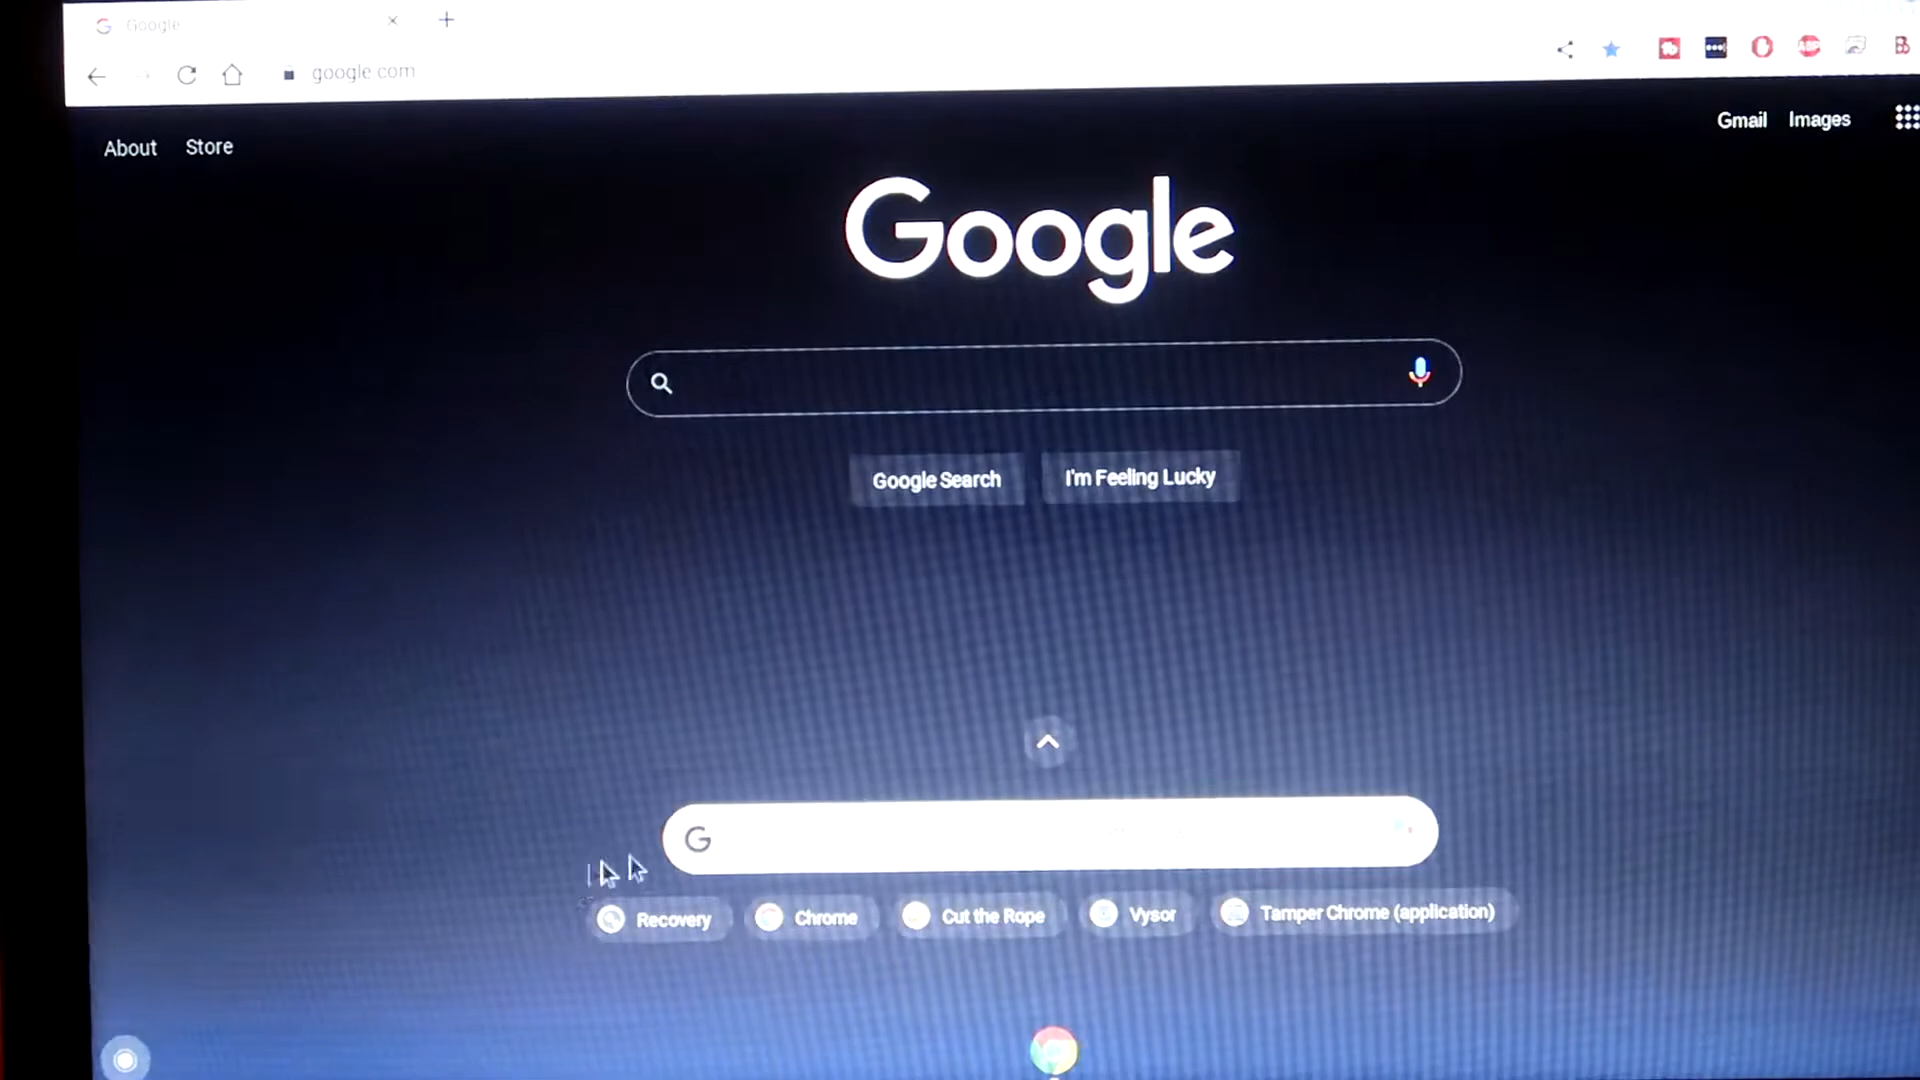 Google
google.com
About Store
Gmail Images
Google
Google Search I'm Feeling Lucky
G
Recovery Chrome Cut the Rope Vysor Tamper Chrome (application)